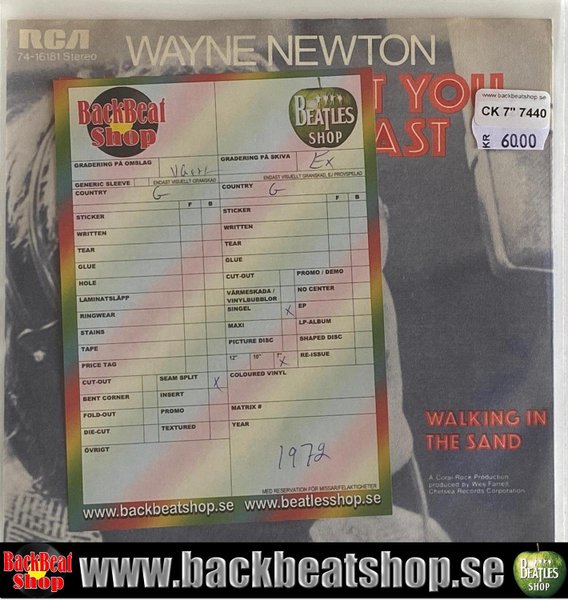 RCA
74-16181 Stereo
WAYNE NEWTON
T YOU
AST
www.backbeatshop.se
CK 7" 7440
KR 60.00
BackBeat
Shop
BEATLES
SHOP
GRADERING PÅ OMSLAG
GRADERING PÅ SKIVA Ex
GENERIC SLEEVE ENDAST VISUELLT GRANSKAD
ENDAST VISUELLT GRANSKAD, EJ PROVSPELAD
COUNTRY G
COUNTRY G
F B
F B
STICKER
STICKER
WRITTEN
WRITTEN
TEAR
TEAR
GLUE
GLUE
HOLE
CUT-OUT
PROMO / DEMO
LAMINATSLÄPP
VÄRMESKADA /
VINYLBUBBLOR
NO CENTER
RINGWEAR
SINGEL X
EP
STAINS
MAXI
LP-ALBUM
TAPE
PICTURE DISC
SHAPED DISC
PRICE TAG
12" 10" 7" X
RE-ISSUE
CUT-OUT
SEAM SPLIT X
COLOURED VINYL
BENT CORNER
INSERT
FOLD-OUT
PROMO
MATRIX #
DIE-CUT
TEXTURED
YEAR
ÖVRIGT
1972
MED RESERVATION FÖR MISSAR/FELAKTIGHETER
www.backbeatshop.se www.beatlesshop.se
WALKING IN
THE SAND
A Coral Rock Production
produced by Wes Farrell,
Chelsea Records Corporation
BackBeat
Shop
www.backbeatshop.se
BEATLES
SHOP